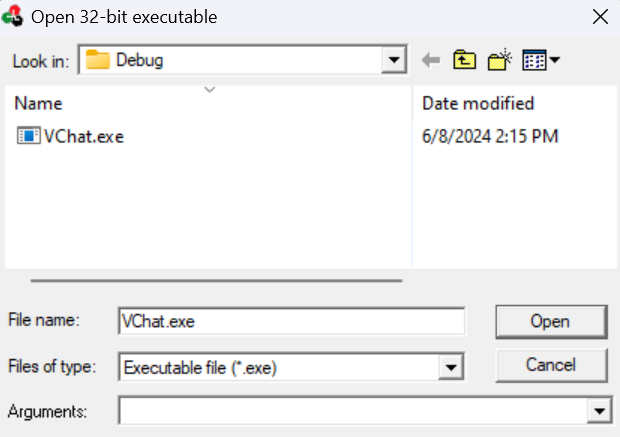 Open 32-bit executable
Look in: Debug
Name Date modified
VChat.exe 6/8/2024 2:15 PM
File name: VChat.exe Open
Files of type: Executable file (*.exe) Cancel
Arguments: